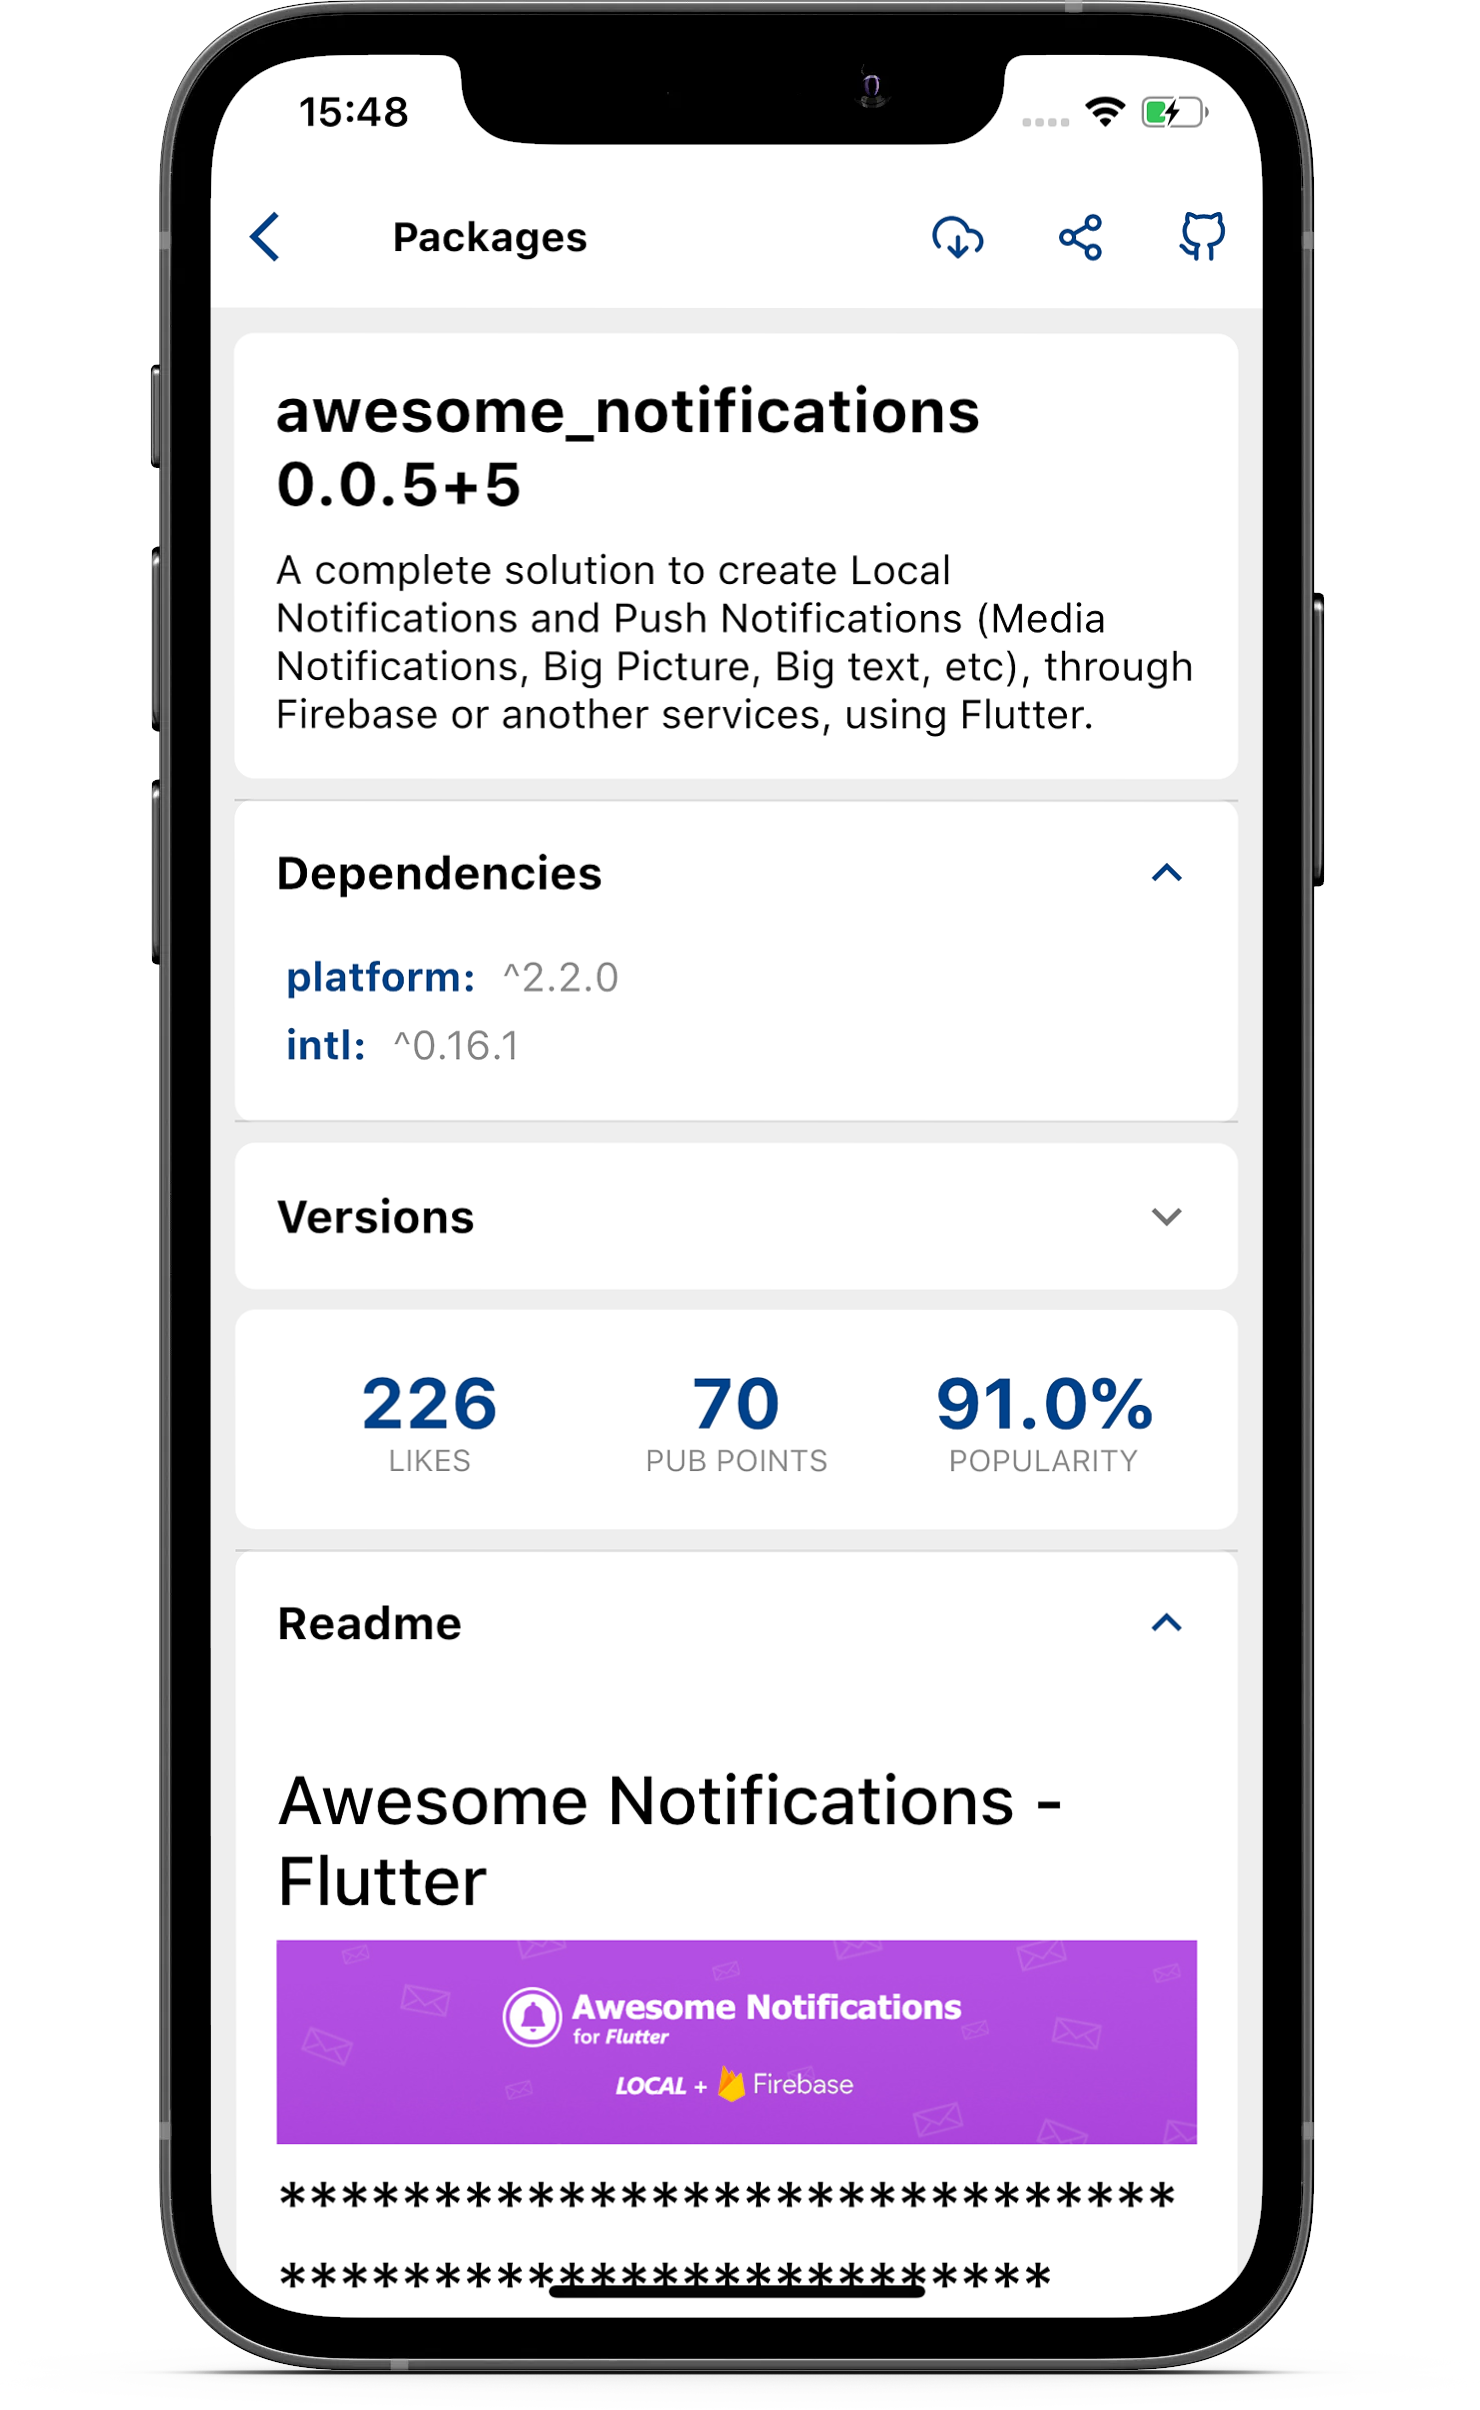 15:48
Packages
awesome_notifications
0.0.5+5
A complete solution to create Local
Notifications and Push Notifications (Media
Notifications, Big Picture, Big text, etc), through
Firebase or another services, using Flutter.
Dependencies
platform: ^2.2.0
intl: ^0.16.1
Versions
226 70 91.0%
LIKES PUB POINTS POPULARITY
Readme
Awesome Notifications -
Flutter
Awesome Notifications
for Flutter
LOCAL + Firebase
*****************************
*************************